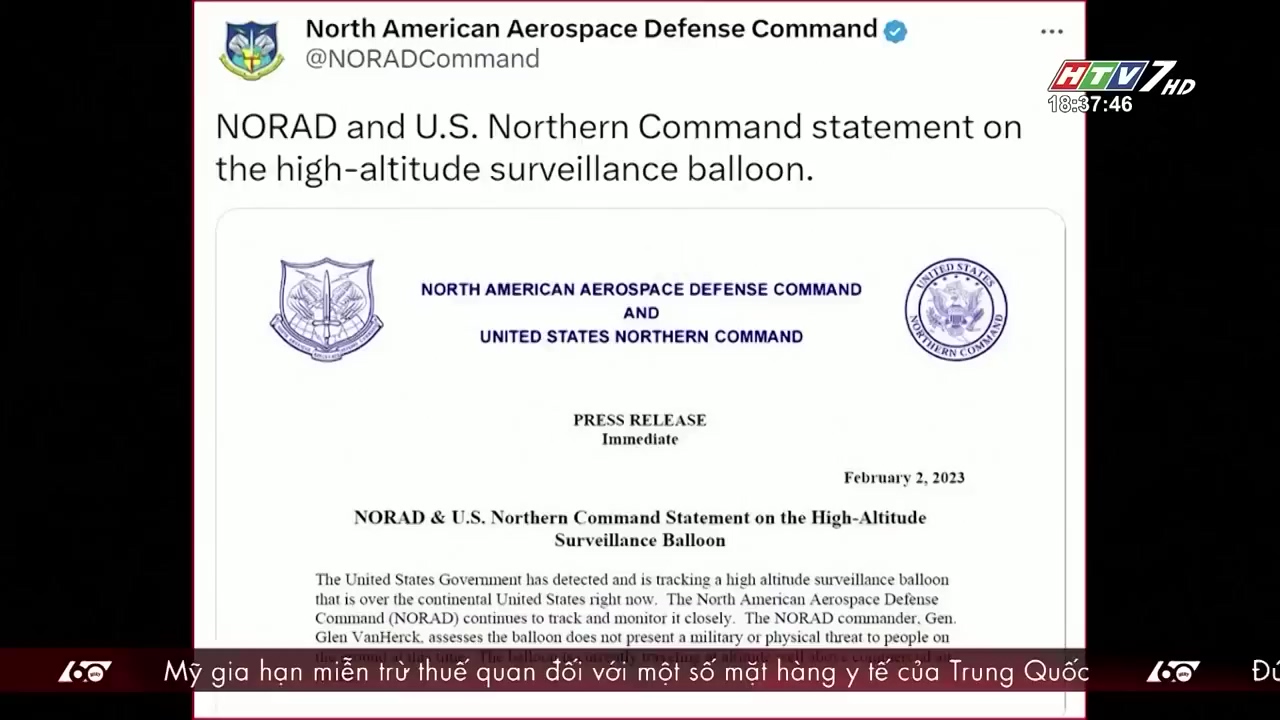 North American Aerospace Defense Command
@NORADCommand
HTV7 HD
18:37:46
NORAD and U.S. Northern Command statement on
the high-altitude surveillance balloon.
NORTH AMERICAN AEROSPACE DEFENSE COMMAND
AND
UNITED STATES NORTHERN COMMAND
UNITED STATES
NORTHERN COMMAND
PRESS RELEASE
Immediate
February 2, 2023
NORAD & U.S. Northern Command Statement on the High-Altitude
Surveillance Balloon
The United States Government has detected and is tracking a high altitude surveillance balloon
that is over the continental United States right now. The North American Aerospace Defense
Command (NORAD) continues to track and monitor it closely. The NORAD commander, Gen.
Glen VanHerck, assesses the balloon does not present a military or physical threat to people on
60 Mỹ gia hạn miễn trừ thuế quan đối với một số mặt hàng y tế của Trung Quốc 60